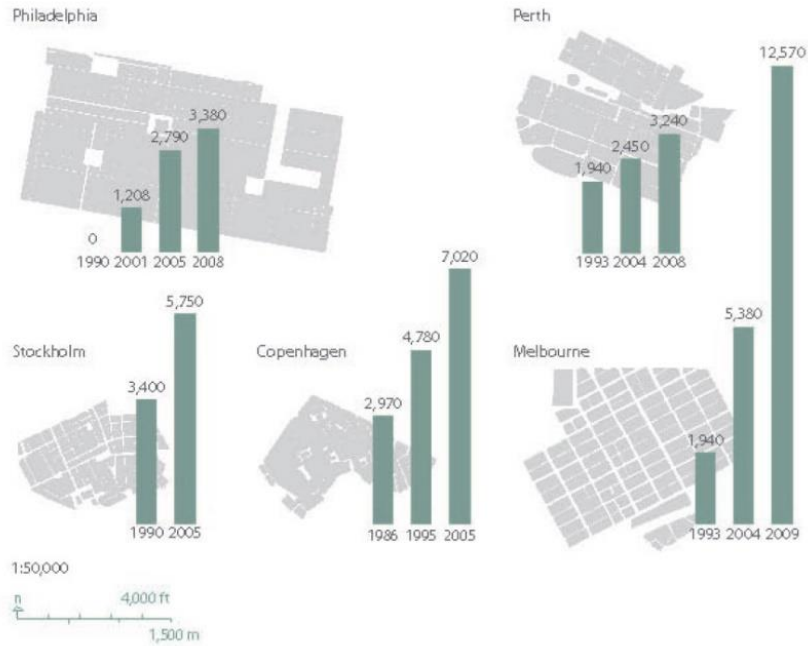 Philadelphia
0
1,208
2,790
3,380
1990 2001 2005 2008
Perth
1,940
2,450
3,240
1993 2004 2008
Stockholm
3,400
5,750
1990 2005
Copenhagen
2,970
4,780
7,020
1986 1995 2005
Melbourne
1,940
5,380
12,570
1993 2004 2009
1:50,000
n
4,000 ft
1,500 m